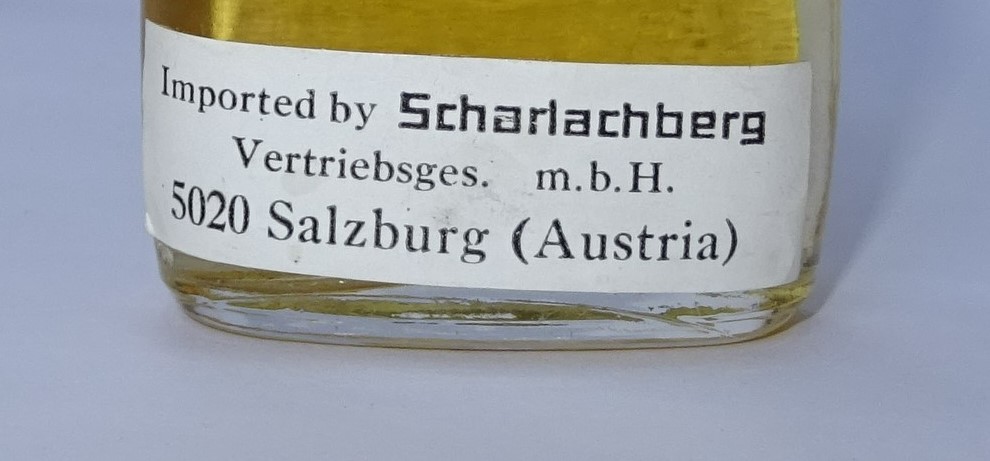 Imported by Scharlachberg
Vertriebsges. m.b.H.
5020 Salzburg (Austria)